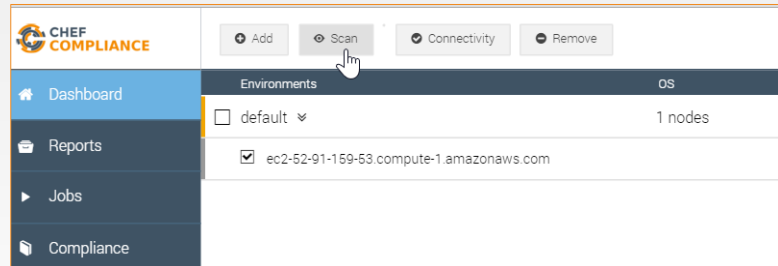 CHEF
COMPLIANCE
Add Scan Connectivity Remove
Dashboard
Reports
Jobs
Compliance
Environments OS
default 1 nodes
ec2-52-91-159-53.compute-1.amazonaws.com